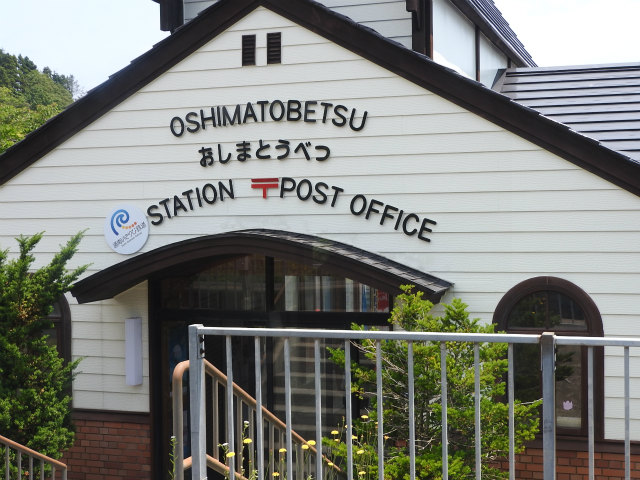 OSHIMATOBETSU
おしまとうべつ
STATION 〒POST OFFICE